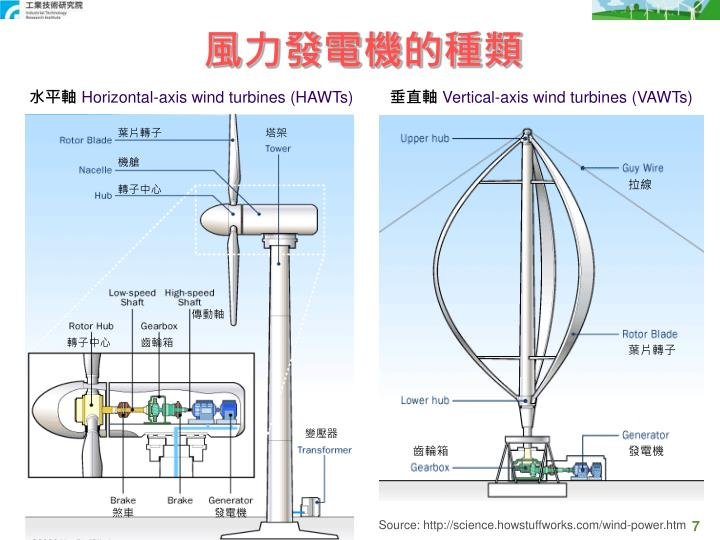 工業技術研究院
Industrial Technology
Research Institute
風力發電機的種類
水平軸 Horizontal-axis wind turbines (HAWTs)
垂直軸 Vertical-axis wind turbines (VAWTs)
葉片轉子
Rotor Blade
機艙
Nacelle
轉子中心
Hub
塔架
Tower
Low-speed
Shaft
High-speed
Shaft
傳動軸
Rotor Hub
轉子中心
Gearbox
齒輪箱
變壓器
Transformer
Brake
煞車
Brake
Generator
發電機
Upper hub
Guy Wire
拉線
Rotor Blade
葉片轉子
Lower hub
Generator
發電機
齒輪箱
Gearbox
Source: http://science.howstuffworks.com/wind-power.htm
7